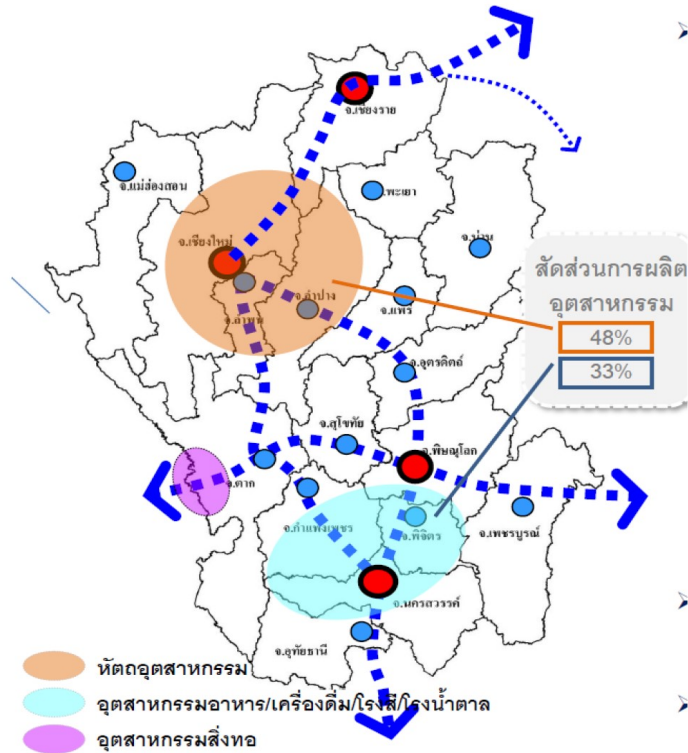 จ.เชียงราย
จ.แม่ฮ่องสอน
จ.พะเยา
จ.เชียงใหม่
จ.น่าน
สัดส่วนการผลิต
อุตสาหกรรม
48%
33%
จ.ลำปาง
จ.ลำพูน
จ.แพร่
จ.อุตรดิตถ์
จ.สุโขทัย
จ.พิษณุโลก
จ.ตาก
จ.กำแพงเพชร
จ.พิจิตร
จ.เพชรบูรณ์
จ.นครสวรรค์
จ.อุทัยธานี
หัตถอุตสาหกรรม
อุตสาหกรรมอาหาร/เครื่องดื่ม/โรงสี/โรงน้ำตาล
อุตสาหกรรมสิ่งทอ